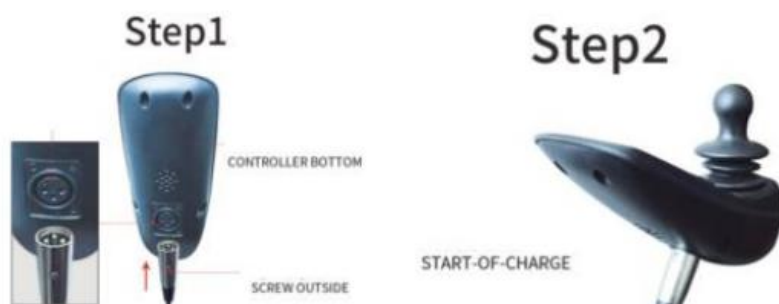 Step1
Step2
CONTROLLER BOTTOM
START-OF-CHARGE
SCREW OUTSIDE